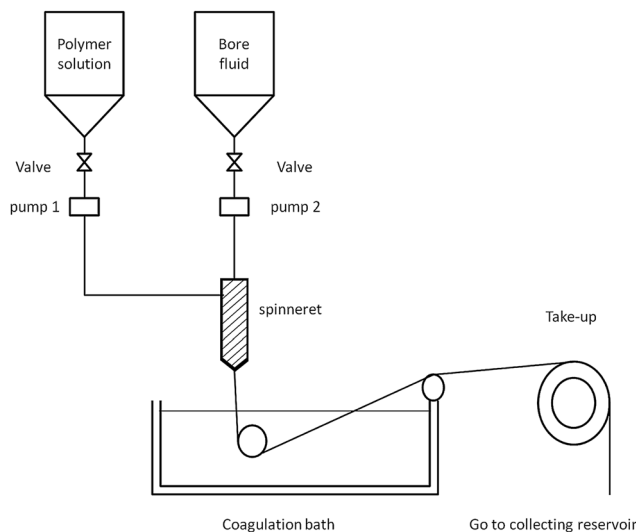 Polymer
solution
Bore
fluid
Valve
Valve
pump 1
pump 2
spinneret
Take-up
Coagulation bath
Go to collecting reservoir